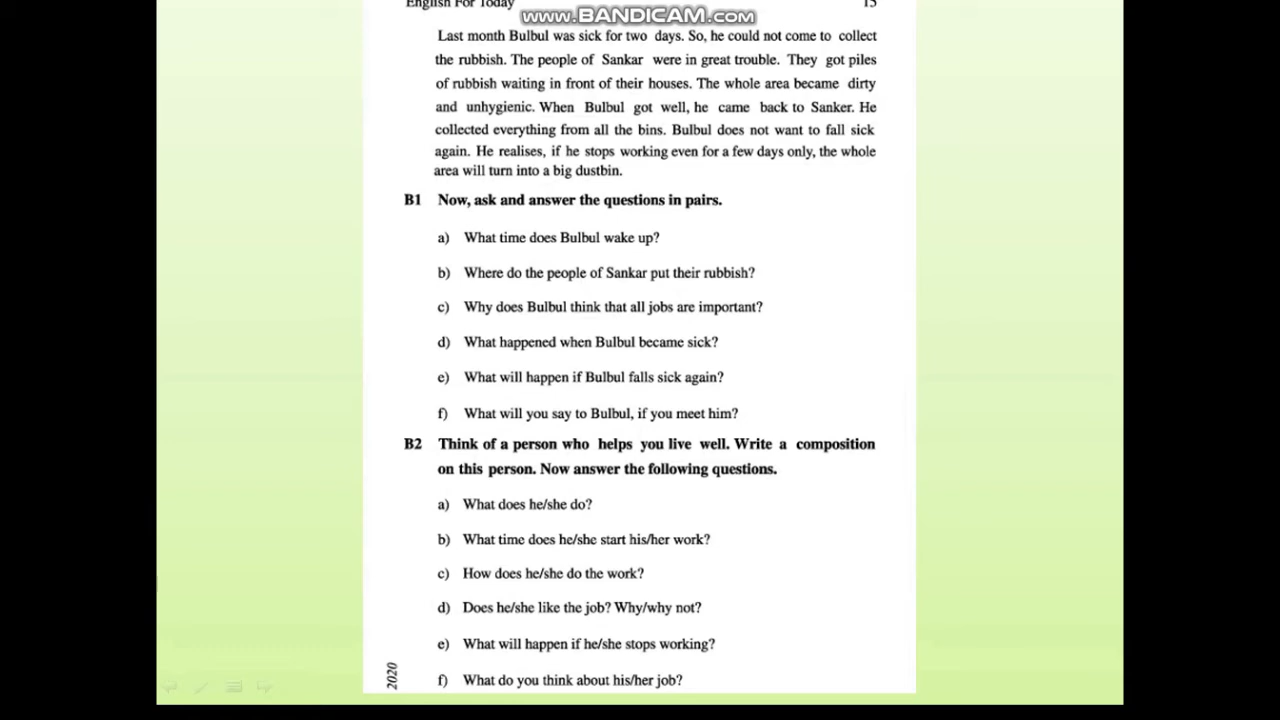 English For Today 15
www.BANDICAM.com
Last month Bulbul was sick for two days. So, he could not come to collect
the rubbish. The people of Sankar were in great trouble. They got piles
of rubbish waiting in front of their houses. The whole area became dirty
and unhygienic. When Bulbul got well, he came back to Sanker. He
collected everything from all the bins. Bulbul does not want to fall sick
again. He realises, if he stops working even for a few days only, the whole
area will turn into a big dustbin.
B1 Now, ask and answer the questions in pairs.
a) What time does Bulbul wake up?
b) Where do the people of Sankar put their rubbish?
c) Why does Bulbul think that all jobs are important?
d) What happened when Bulbul became sick?
e) What will happen if Bulbul falls sick again?
f) What will you say to Bulbul, if you meet him?
B2 Think of a person who helps you live well. Write a composition
on this person. Now answer the following questions.
a) What does he/she do?
b) What time does he/she start his/her work?
c) How does he/she do the work?
d) Does he/she like the job? Why/why not?
e) What will happen if he/she stops working?
f) What do you think about his/her job?
2020